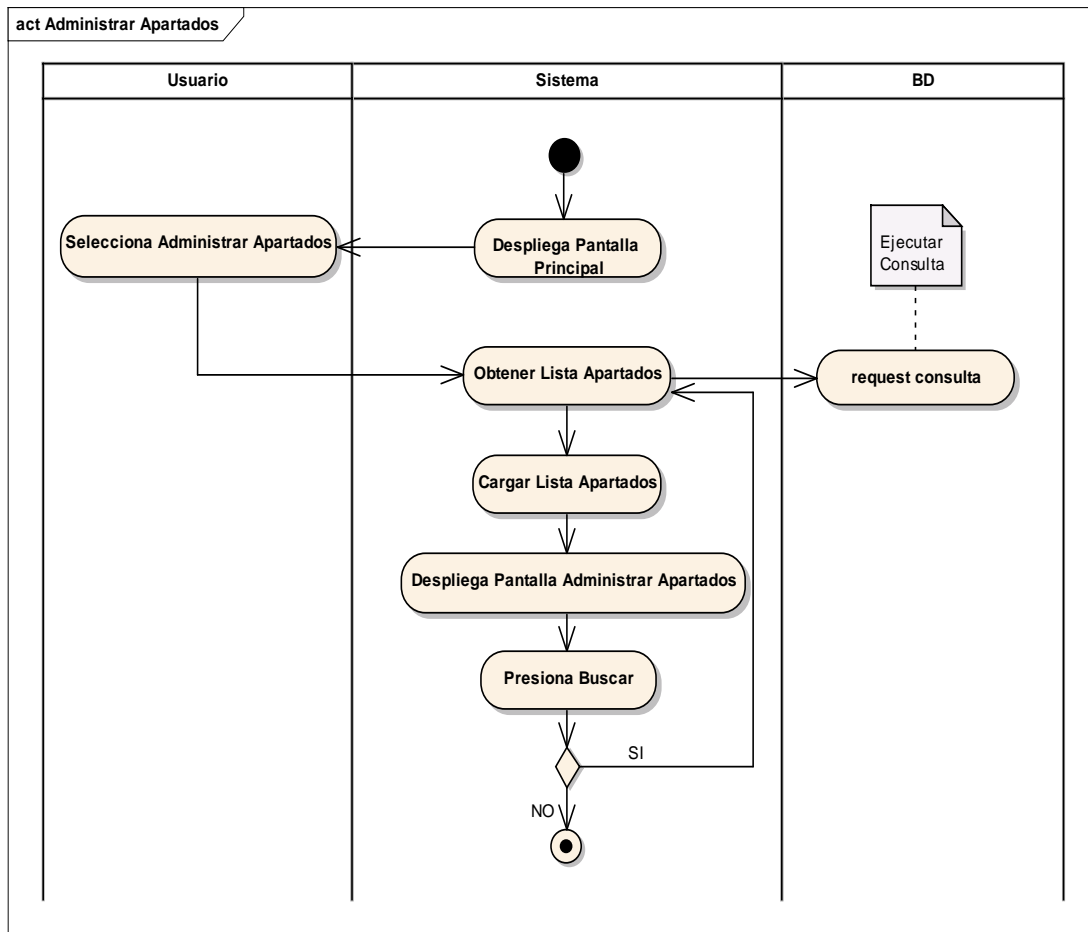 act Administrar Apartados
Usuario
Sistema
BD
Selecciona Administrar Apartados
Despliega Pantalla
Principal
Ejecutar
Consulta
Obtener Lista Apartados
request consulta
Cargar Lista Apartados
Despliega Pantalla Administrar Apartados
Presiona Buscar
SI
NO